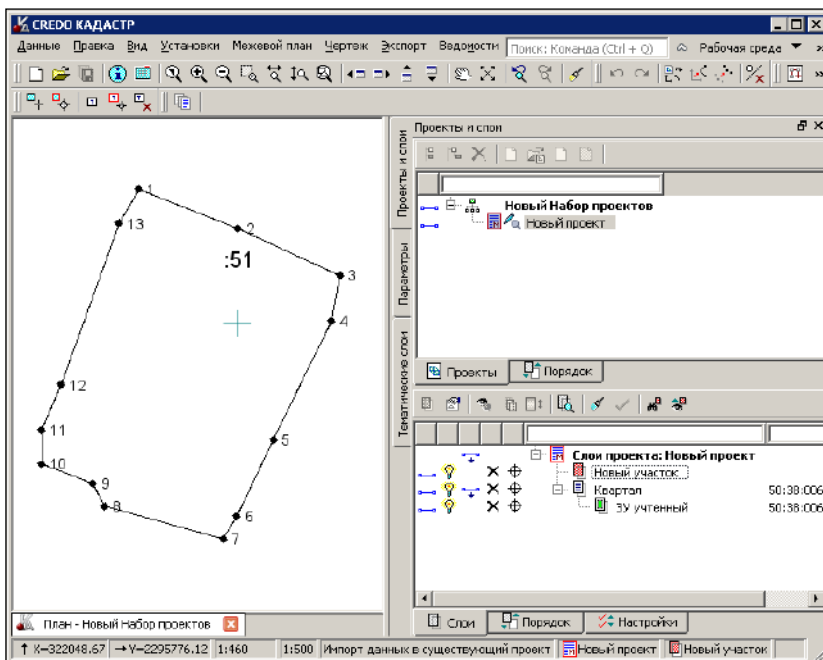 CREDO КАДАСТР
Данные Правка Вид Установки Межевой план Чертеж Экспорт Ведомости Поиск: Команда (Ctrl + Q) Рабочая среда
Проекты и слои
Новый Набор проектов
Новый проект
Проекты и слои
Параметры
Тематические слои
Проекты Порядок
Слои проекта: Новый проект
Новый участок
Квартал 50:38:006
ЗУ учтенный 50:38:006
Слои Порядок Настройки
1
13
2
:51
3
4
12
11
5
10
9
8
6
7
План - Новый Набор проектов
X=322048.67 Y=2295776.12 1:460 1:500 Импорт данных в существующий проект Новый проект Новый участок